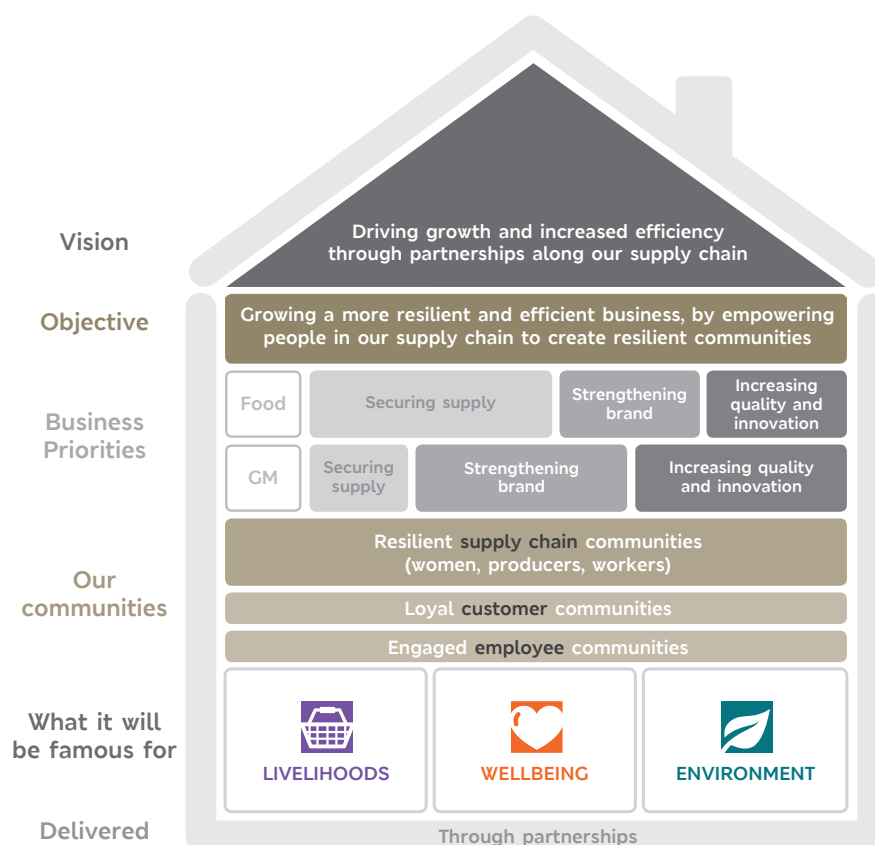 Vision
Driving growth and increased efficiency
through partnerships along our supply chain
Objective
Growing a more resilient and efficient business, by empowering
people in our supply chain to create resilient communities
Business
Priorities
Food
Securing supply
Strengthening
brand
Increasing
quality and
innovation
GM
Securing
supply
Strengthening
brand
Increasing quality
and innovation
Our
communities
Resilient supply chain communities
(women, producers, workers)
Loyal customer communities
Engaged employee communities
What it will
be famous for
LIVELIHOODS
WELLBEING
ENVIRONMENT
Delivered
Through partnerships